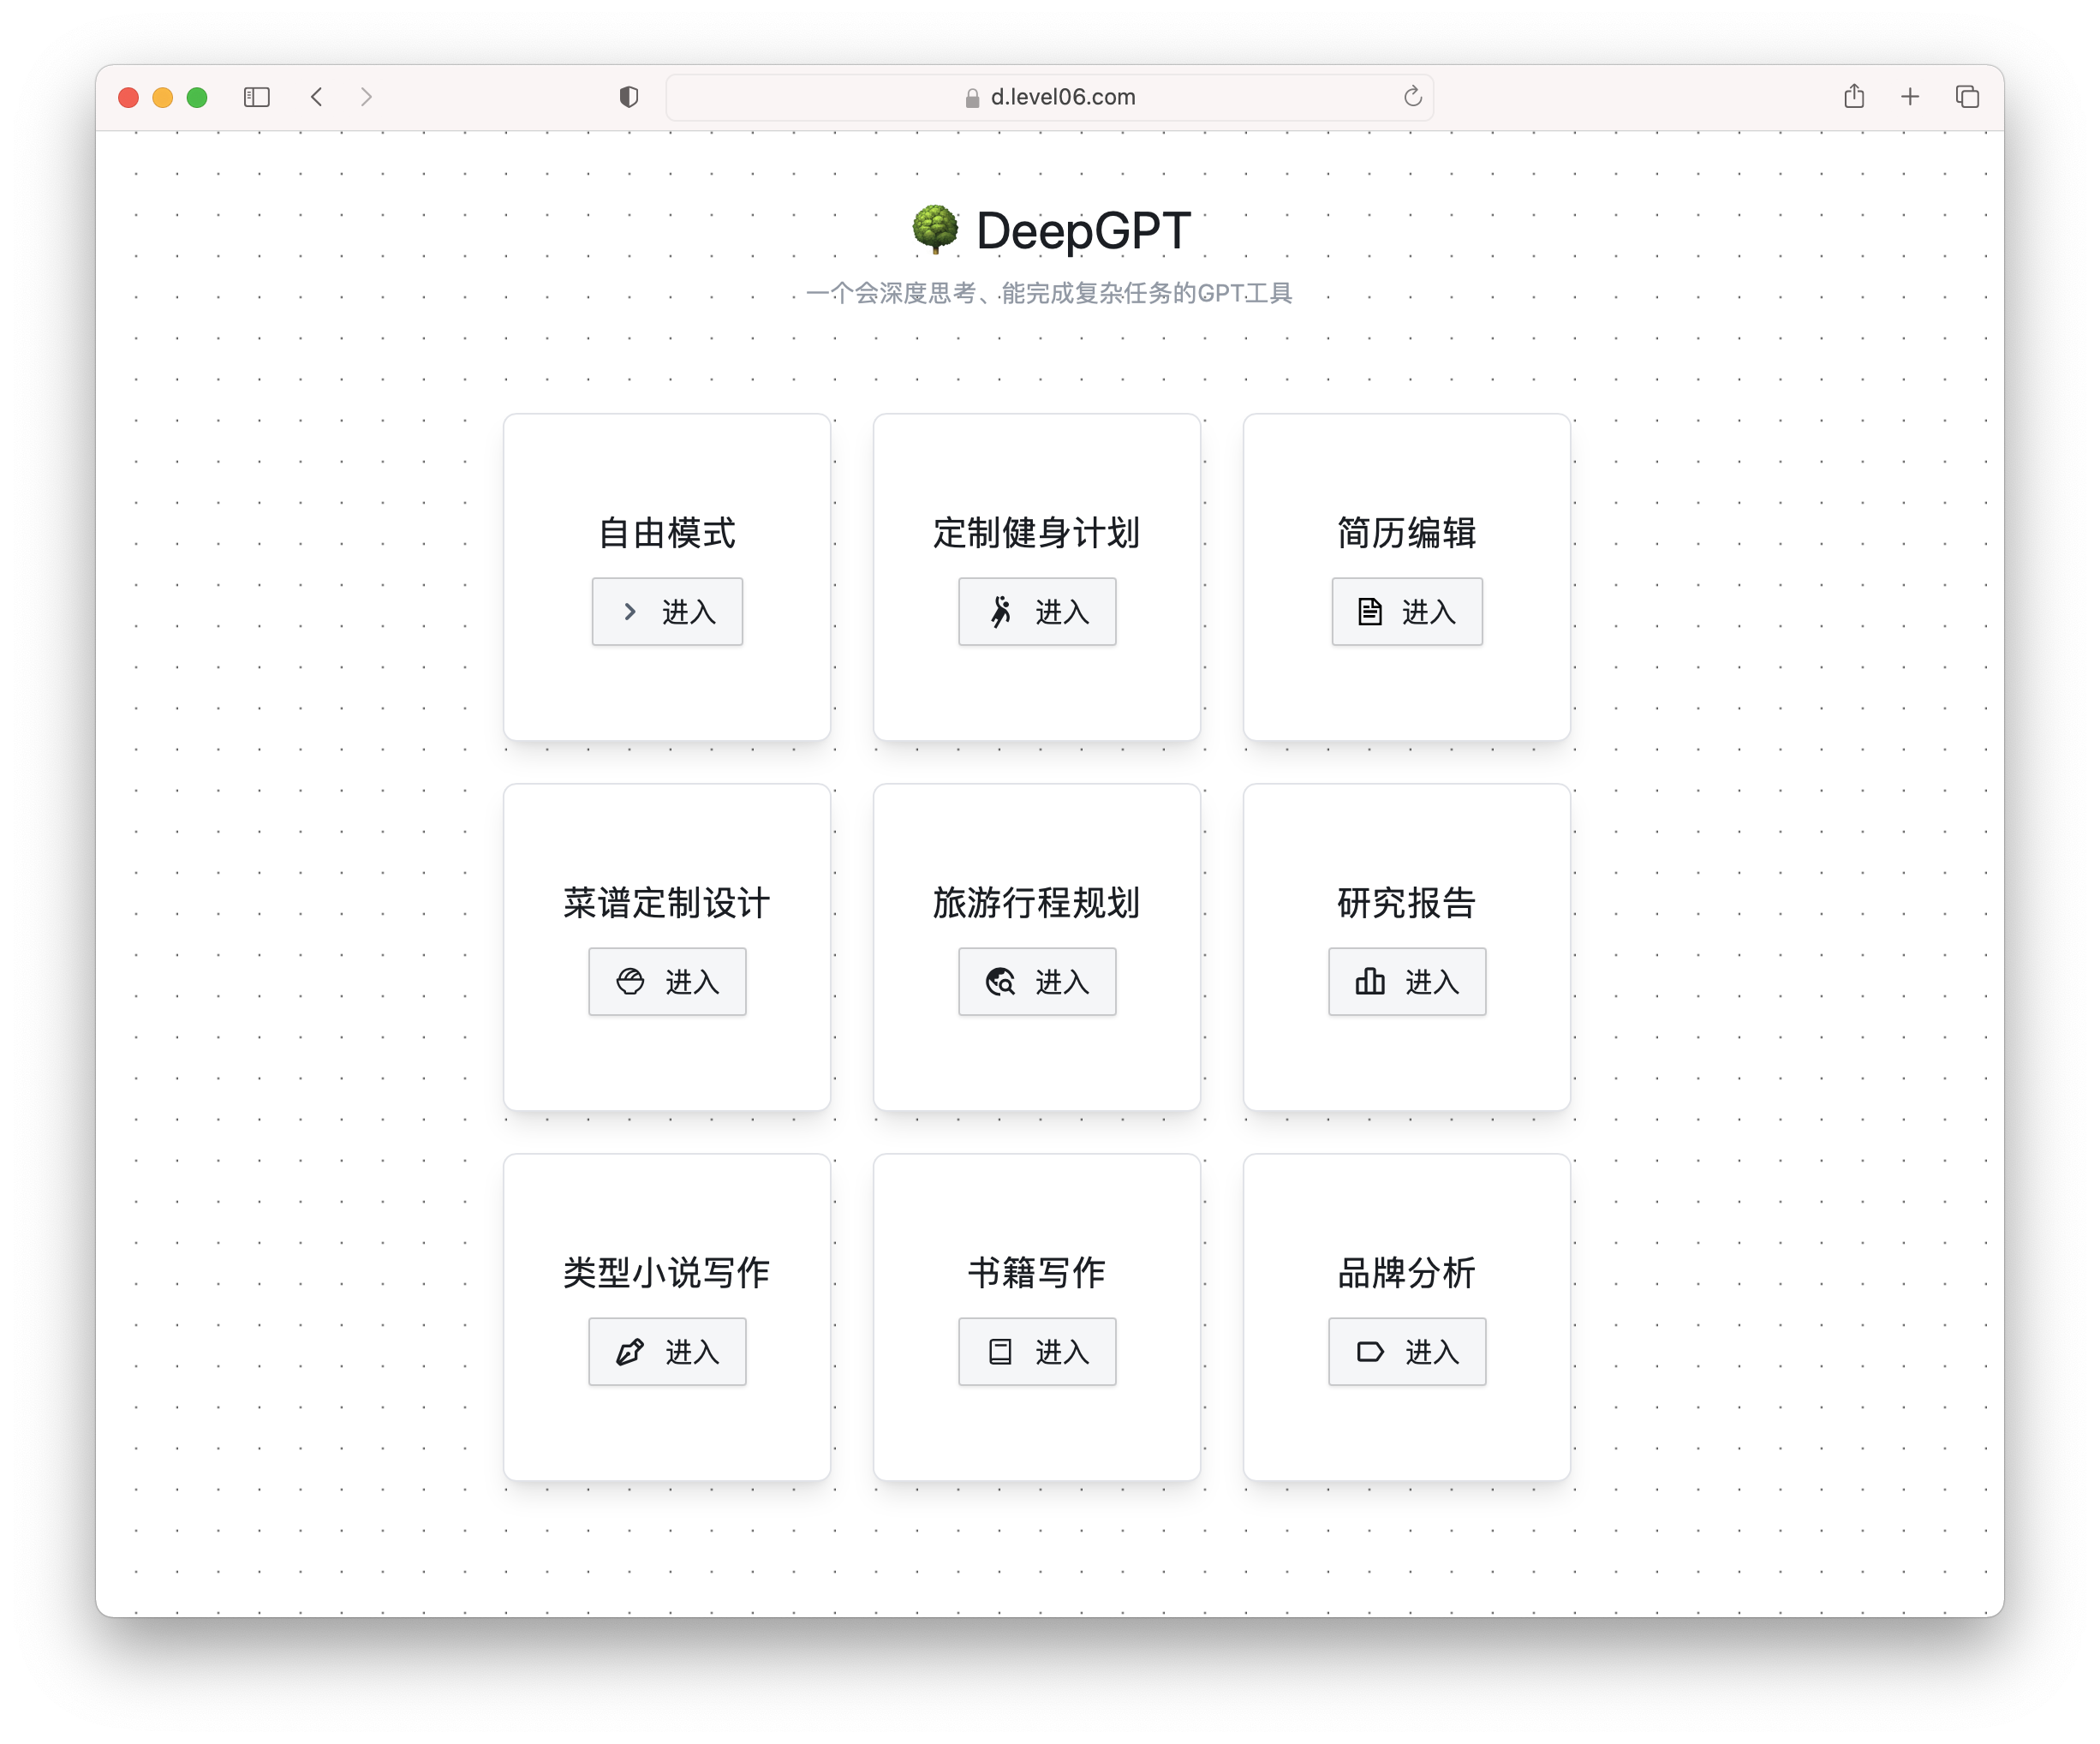 d.level06.com
DeepGPT
一个会深度思考、能完成复杂任务的GPT工具
自由模式
进入
定制健身计划
进入
简历编辑
进入
菜谱定制设计
进入
旅游行程规划
进入
研究报告
进入
类型小说写作
进入
书籍写作
进入
品牌分析
进入